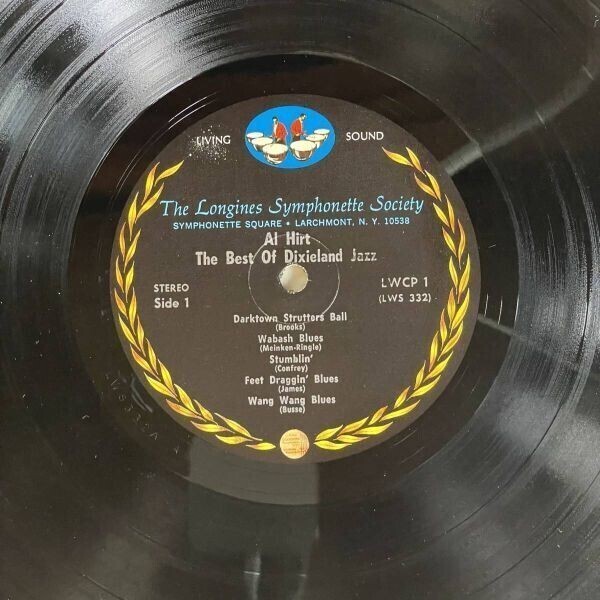 LIVING SOUND
The Longines Symphonette Society
SYMPHONETTE SQUARE • LARCHMONT, N. Y. 10538
Al Hirt
The Best Of Dixieland Jazz
STEREO LWCP 1
Side 1 (LWS 332)
Darktown Strutters Ball
(Brooks)
Wabash Blues
(Meinken-Ringle)
Stumblin'
(Confrey)
Feet Draggin' Blues
(James)
Wang Wang Blues
(Busse)